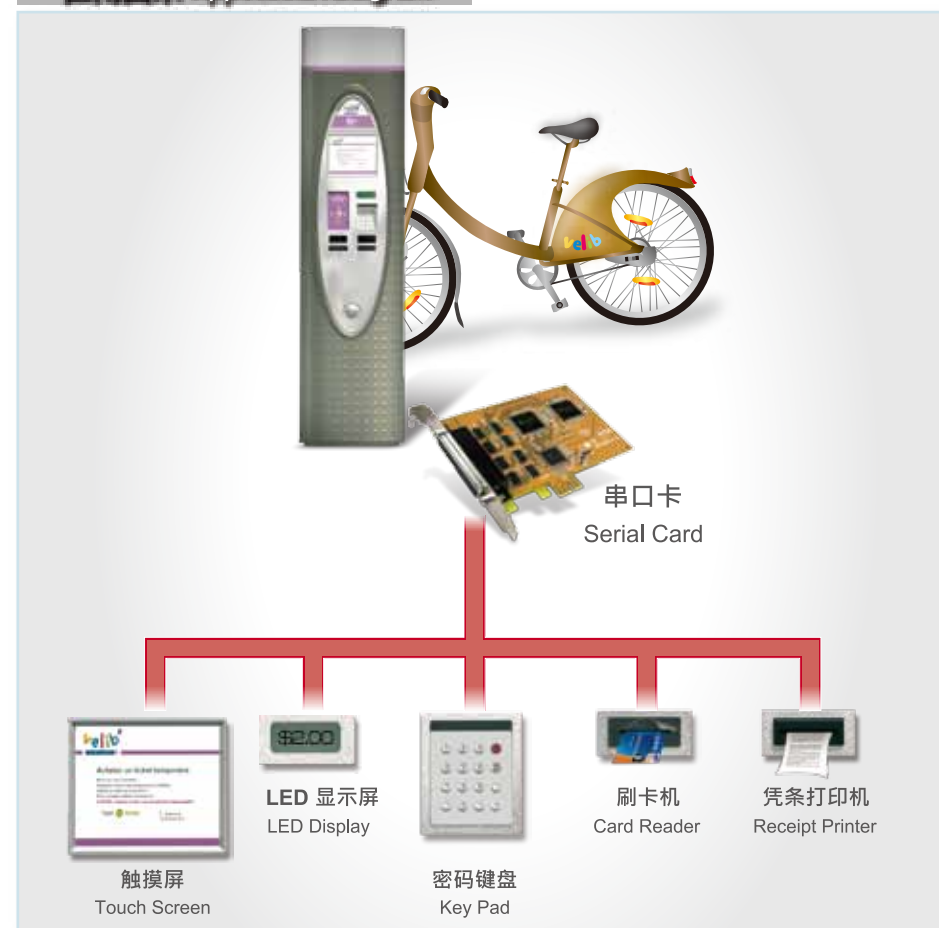 velib
串口卡
Serial Card
velib
$2.00
LED 显示屏
LED Display
刷卡机
Card Reader
凭条打印机
Receipt Printer
触摸屏
Touch Screen
密码键盘
Key Pad